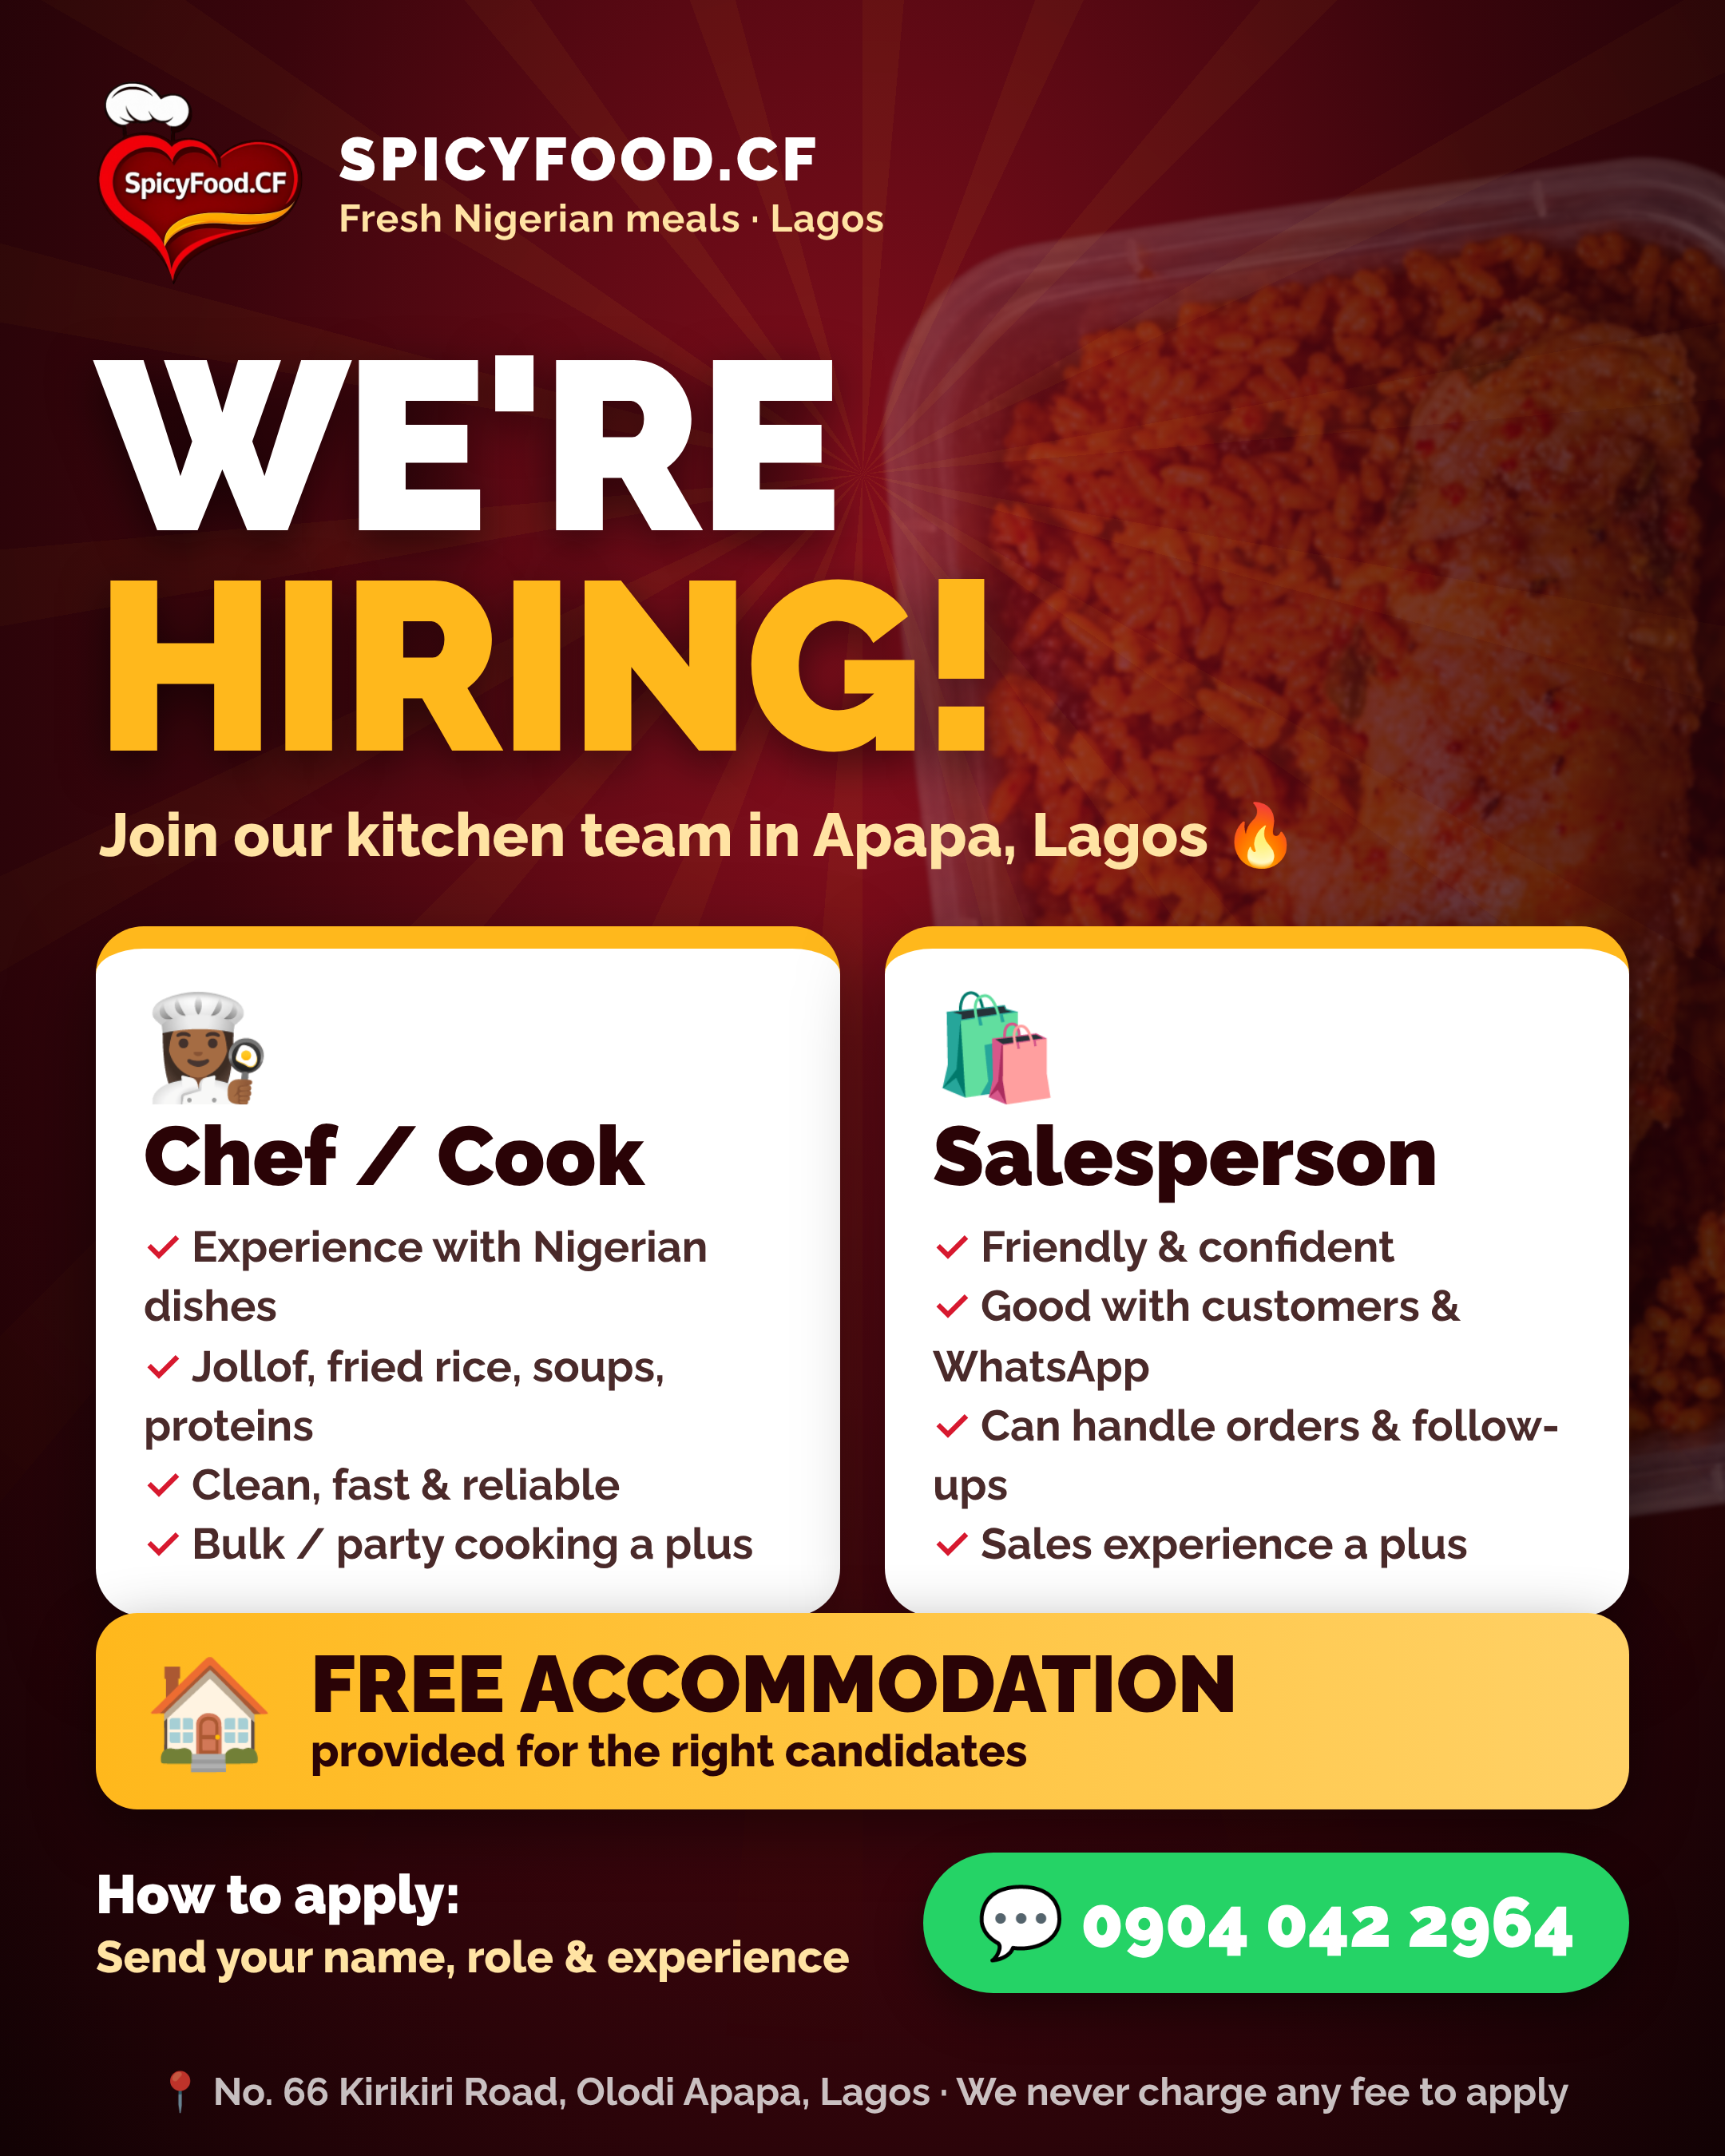 SpicyFood.CF
SPICYFOOD.CF
Fresh Nigerian meals · Lagos
WE'RE
HIRING!
Join our kitchen team in Apapa, Lagos 🔥
Chef / Cook
✓ Experience with Nigerian
dishes
✓ Jollof, fried rice, soups,
proteins
✓ Clean, fast & reliable
✓ Bulk / party cooking a plus
Salesperson
✓ Friendly & confident
✓ Good with customers &
WhatsApp
✓ Can handle orders & follow-
ups
✓ Sales experience a plus
FREE ACCOMMODATION
provided for the right candidates
How to apply:
Send your name, role & experience
💬 0904 042 2964
📍 No. 66 Kirikiri Road, Olodi Apapa, Lagos · We never charge any fee to apply